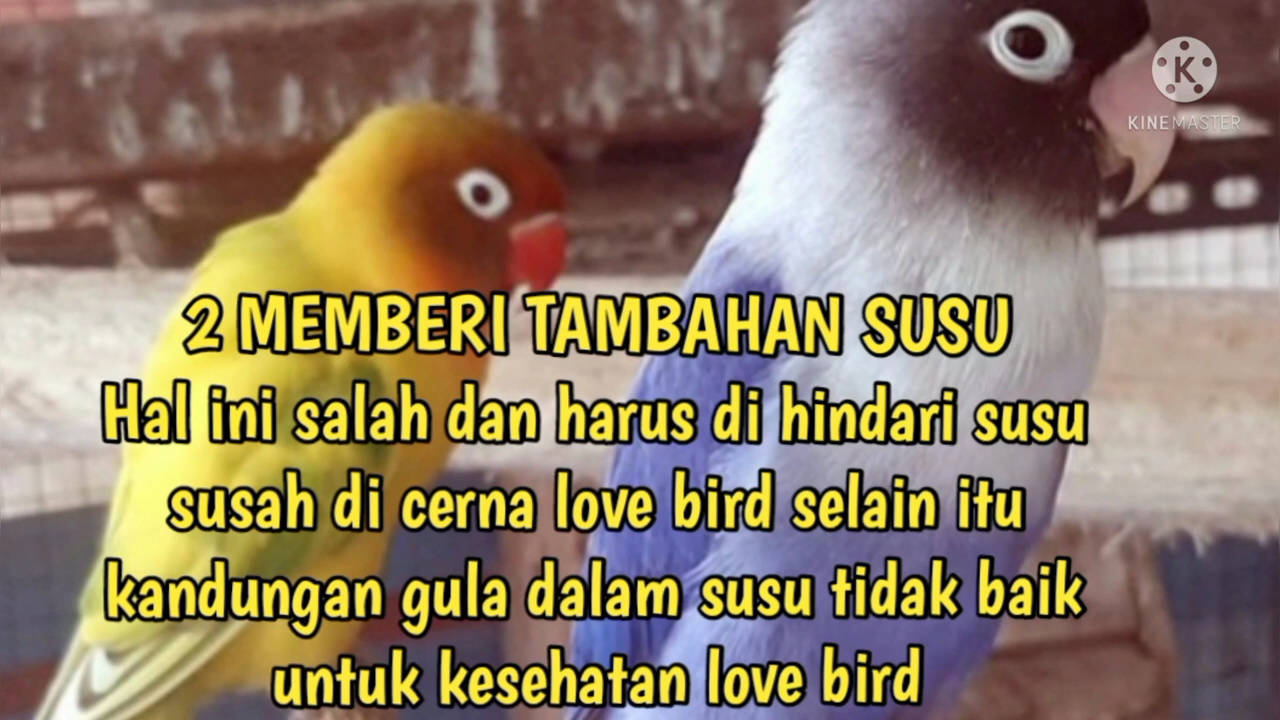 K
KINEMASTER
2 MEMBERI TAMBAHAN SUSU
Hal ini salah dan harus di hindari susu
susah di cerna love bird selain itu
kandungan gula dalam susu tidak baik
untuk kesehatan love bird